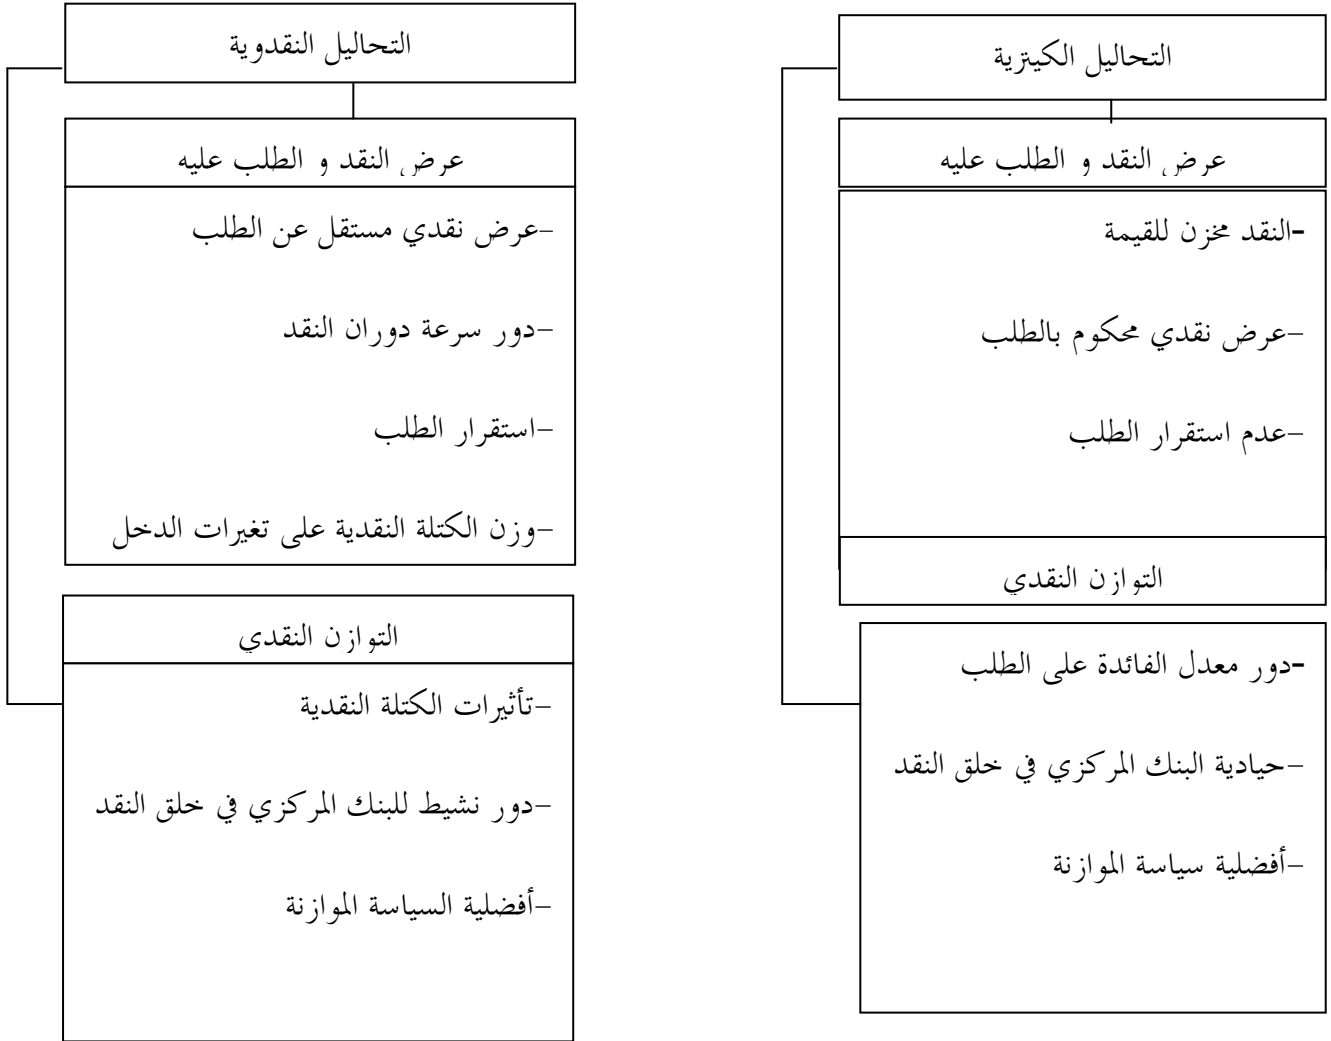 التحاليل الكيترية
عرض النقد و الطلب عليه
-النقد مخزن للقيمة
-عرض نقدي محكوم بالطلب
-عدم استقرار الطلب
التوازن النقدي
-دور معدل الفائدة على الطلب
-حيادية البنك المركزي في خلق النقد
-أفضلية سياسة الموازنة
التحاليل النقدوية
عرض النقد و الطلب عليه
-عرض نقدي مستقل عن الطلب
-دور سرعة دوران النقد
-استقرار الطلب
-وزن الكتلة النقدية على تغيرات الدخل
التوازن النقدي
-تأثيرات الكتلة النقدية
-دور نشيط للبنك المركزي في خلق النقد
-أفضلية السياسة الموازنة